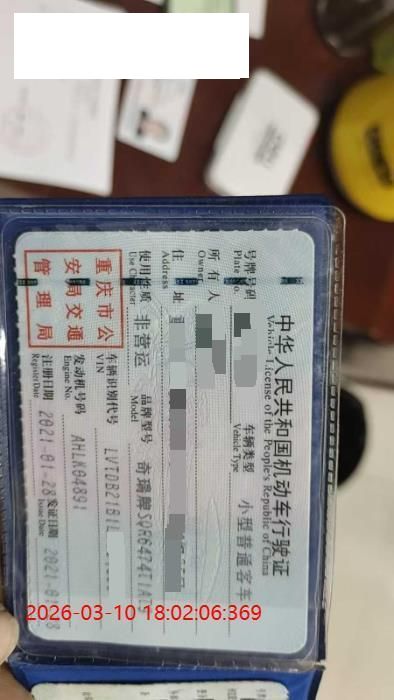 中华人民共和国机动车行驶证
Vehicle License of the People's Republic of China
号牌号码
Plate No.
车辆类型
Vehicle Type
小型普通客车
所有人
Owner
住址
Address
使用性质
Use Character
非营运
品牌型号
Model
奇瑞牌SQR6474T1A
重庆市公
安局交通
管理局
车辆识别代号
VIN
LVTDB21B1L
发动机号码
Engine No.
AHLK04891
注册日期
Register Date
2021-01-28
发证日期
Issue Date
2021-01
2026-03-10 18:02:06:369